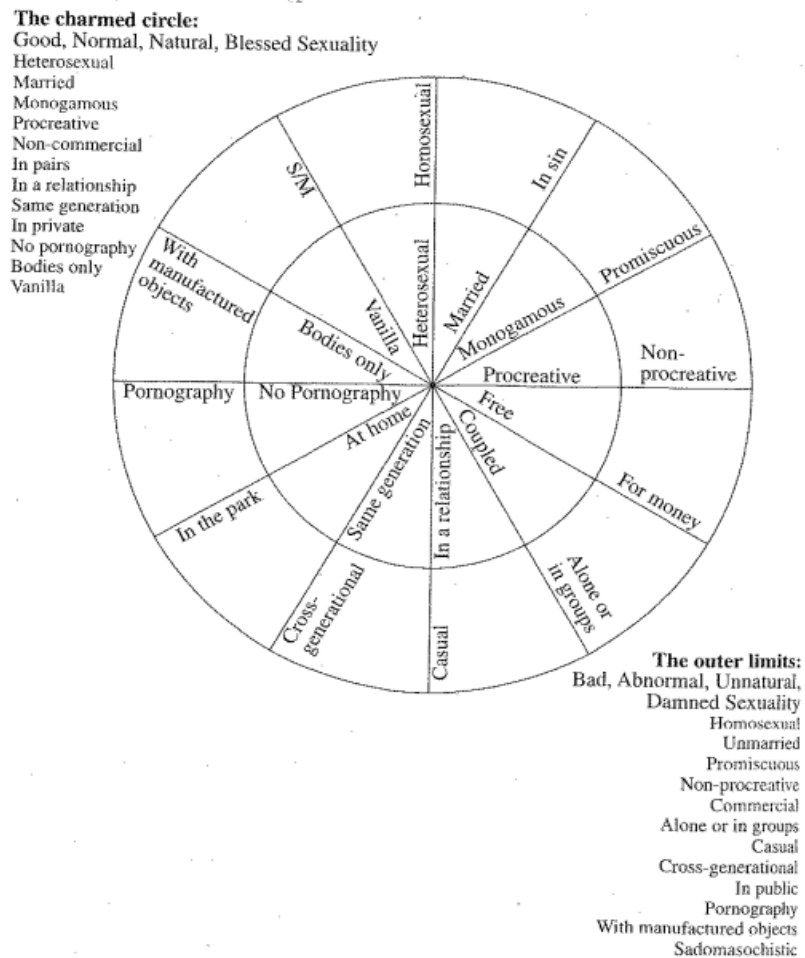 The charmed circle:
Good, Normal, Natural, Blessed Sexuality
Heterosexual
Married
Monogamous
Procreative
Non-commercial
In pairs
In a relationship
Same generation
In private
No pornography
Bodies only
Vanilla
Homosexual
In sin
Promiscuous
Non-
procreative
For money
Alone or
in groups
Casual
Cross-
generational
In the park
Pornography
With
manufactured
objects
S/M
Heterosexual
Married
Monogamous
Procreative
Free
Coupled
In a relationship
Same generation
At home
No Pornography
Bodies only
Vanilla
The outer limits:
Bad, Abnormal, Unnatural,
Damned Sexuality
Homosexual
Unmarried
Promiscuous
Non-procreative
Commercial
Alone or in groups
Casual
Cross-generational
In public
Pornography
With manufactured objects
Sadomasochistic